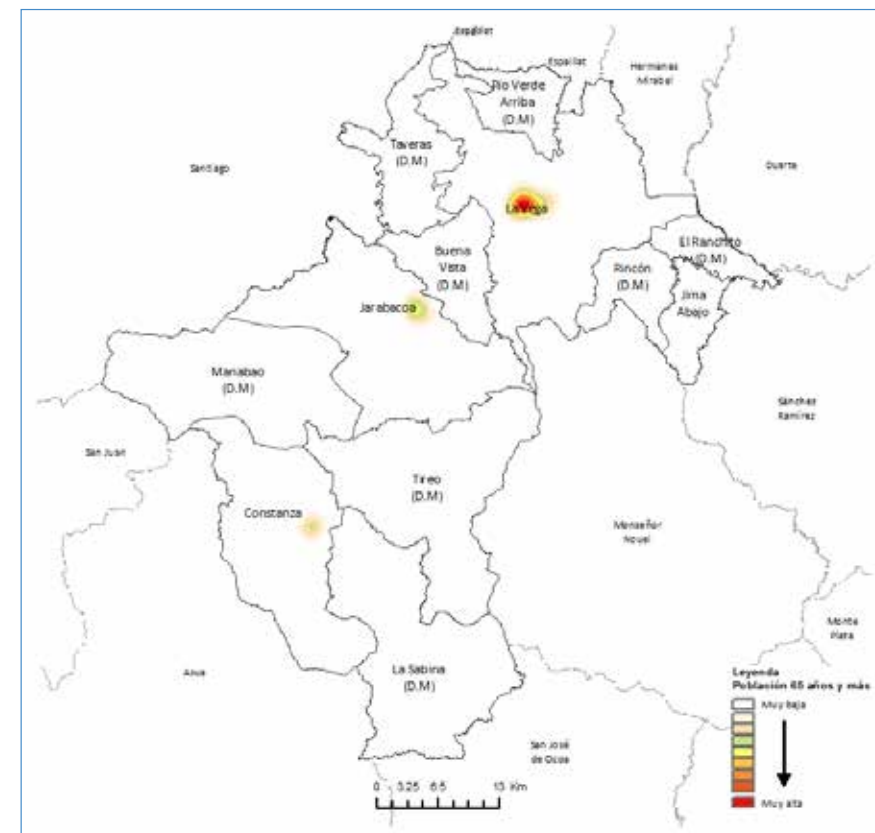 Espaillat
Espaillat
Hermanas
Mirabal
Rio Verde
Arriba
(D.M)
Taveras
(D.M)
Santiago
Duarte
La Vega
El Ranchito
(D.M)
Buena
Vista
(D.M)
Rincón
(D.M)
Jima
Abajo
Jarabacoa
Manabao
(D.M)
Sánchez
Ramírez
San Juan
Tireo
(D.M)
Constanza
Monseñor
Nouel
Monte
Plata
La Sabina
(D.M)
Azua
Leyenda
Población 65 años y más
Muy baja
Muy alta
San José
de Ocoa
0 3.25 6.5 13 Km